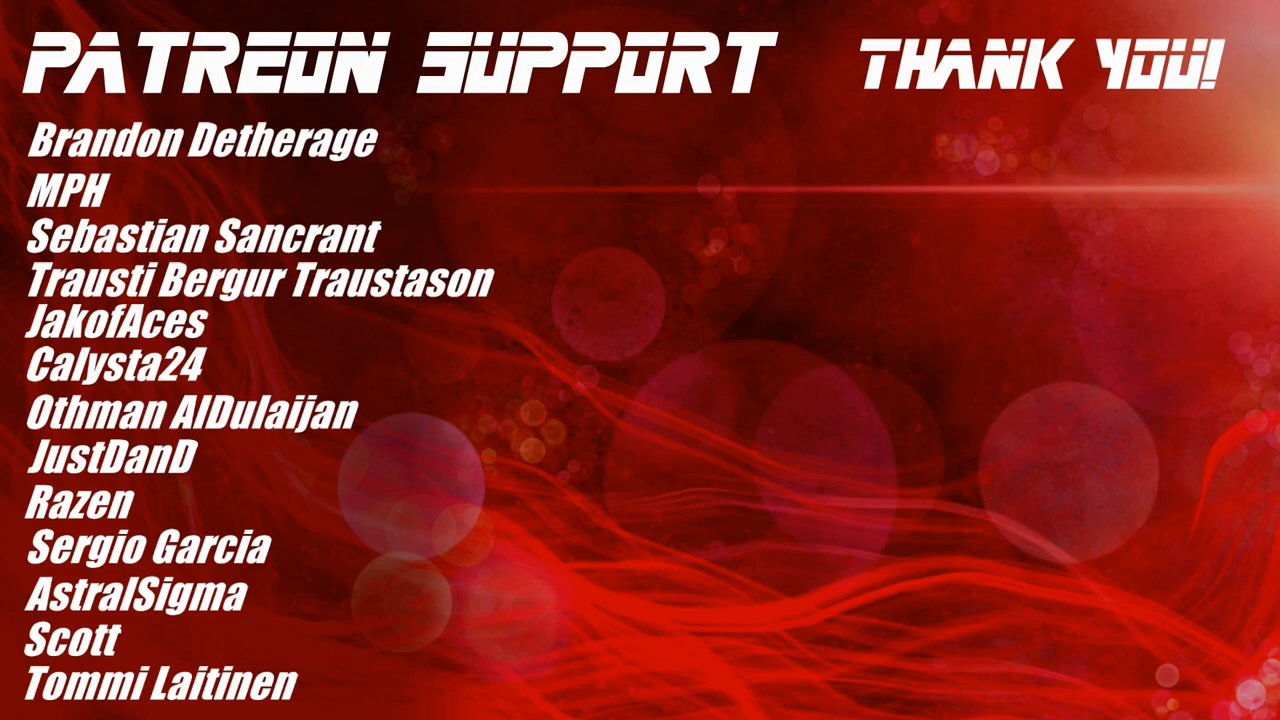 PATREON SUPPORT THANK YOU!
Brandon Detherage
MPH
Sebastian Sancrant
Trausti Bergur Traustason
JakofAces
Calysta24
Othman AlDulaijan
JustDanD
Razen
Sergio Garcia
AstralSigma
Scott
Tommi Laitinen